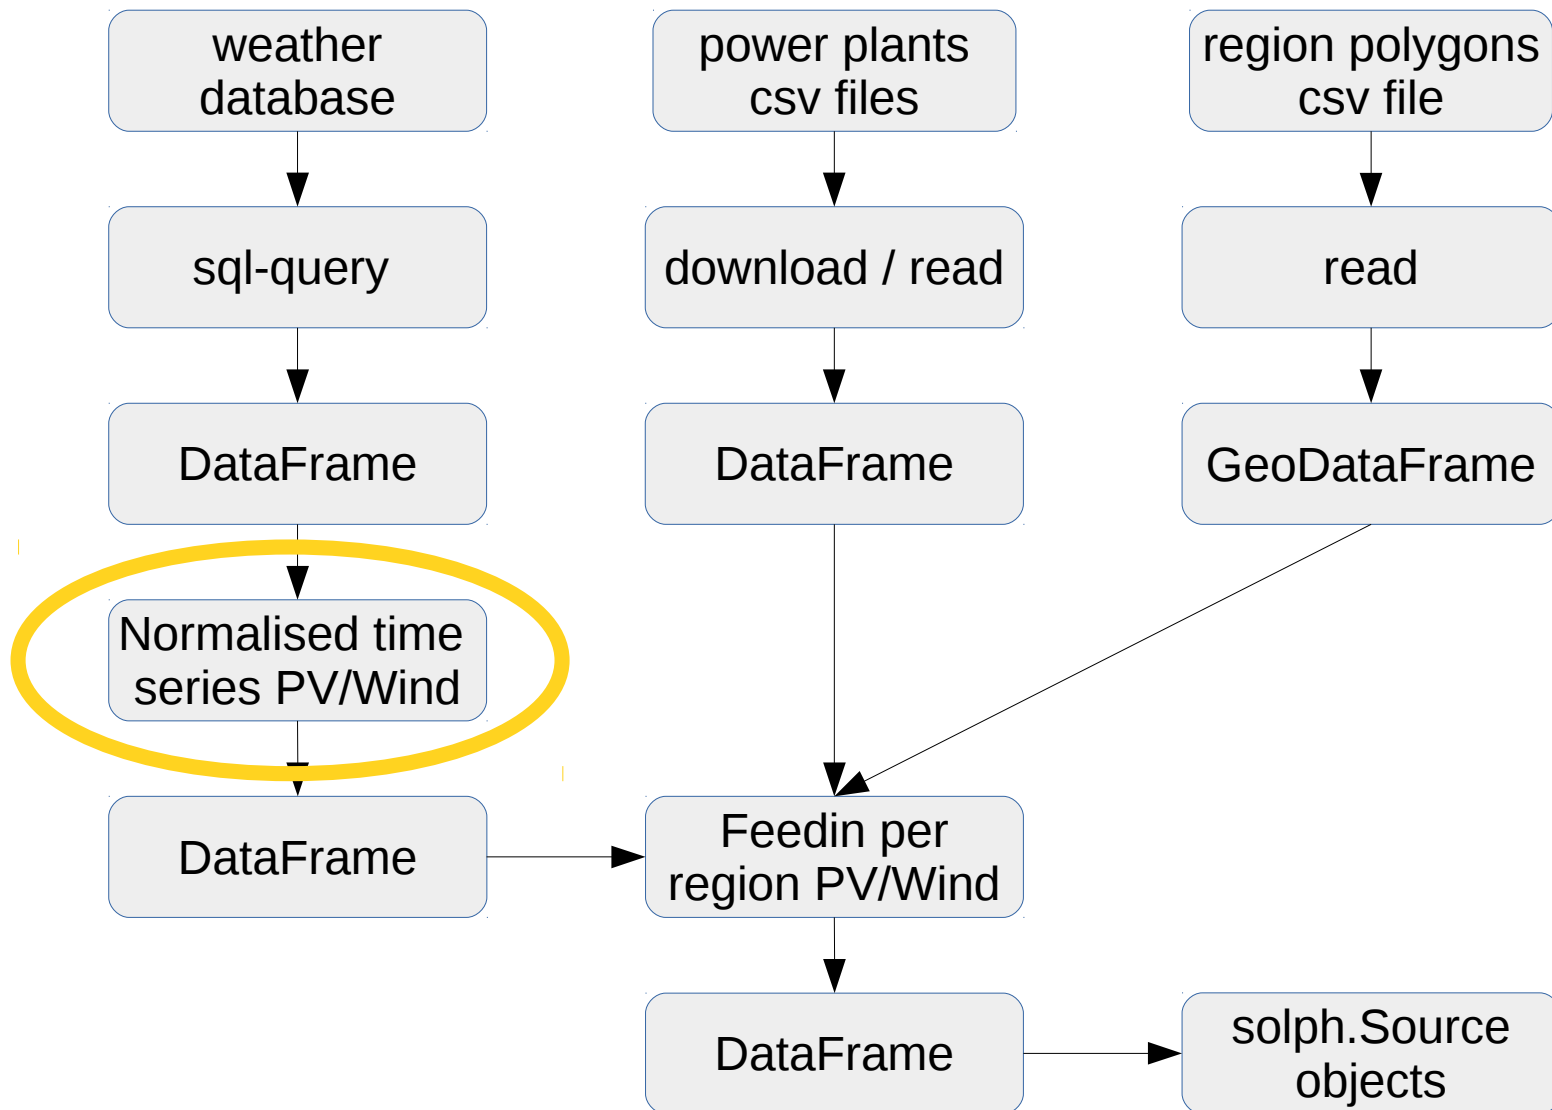 weather
database
power plants
csv files
region polygons
csv file
sql-query
download / read
read
DataFrame
DataFrame
GeoDataFrame
Normalised time
series PV/Wind
DataFrame
Feedin per
region PV/Wind
DataFrame
solph.Source
objects